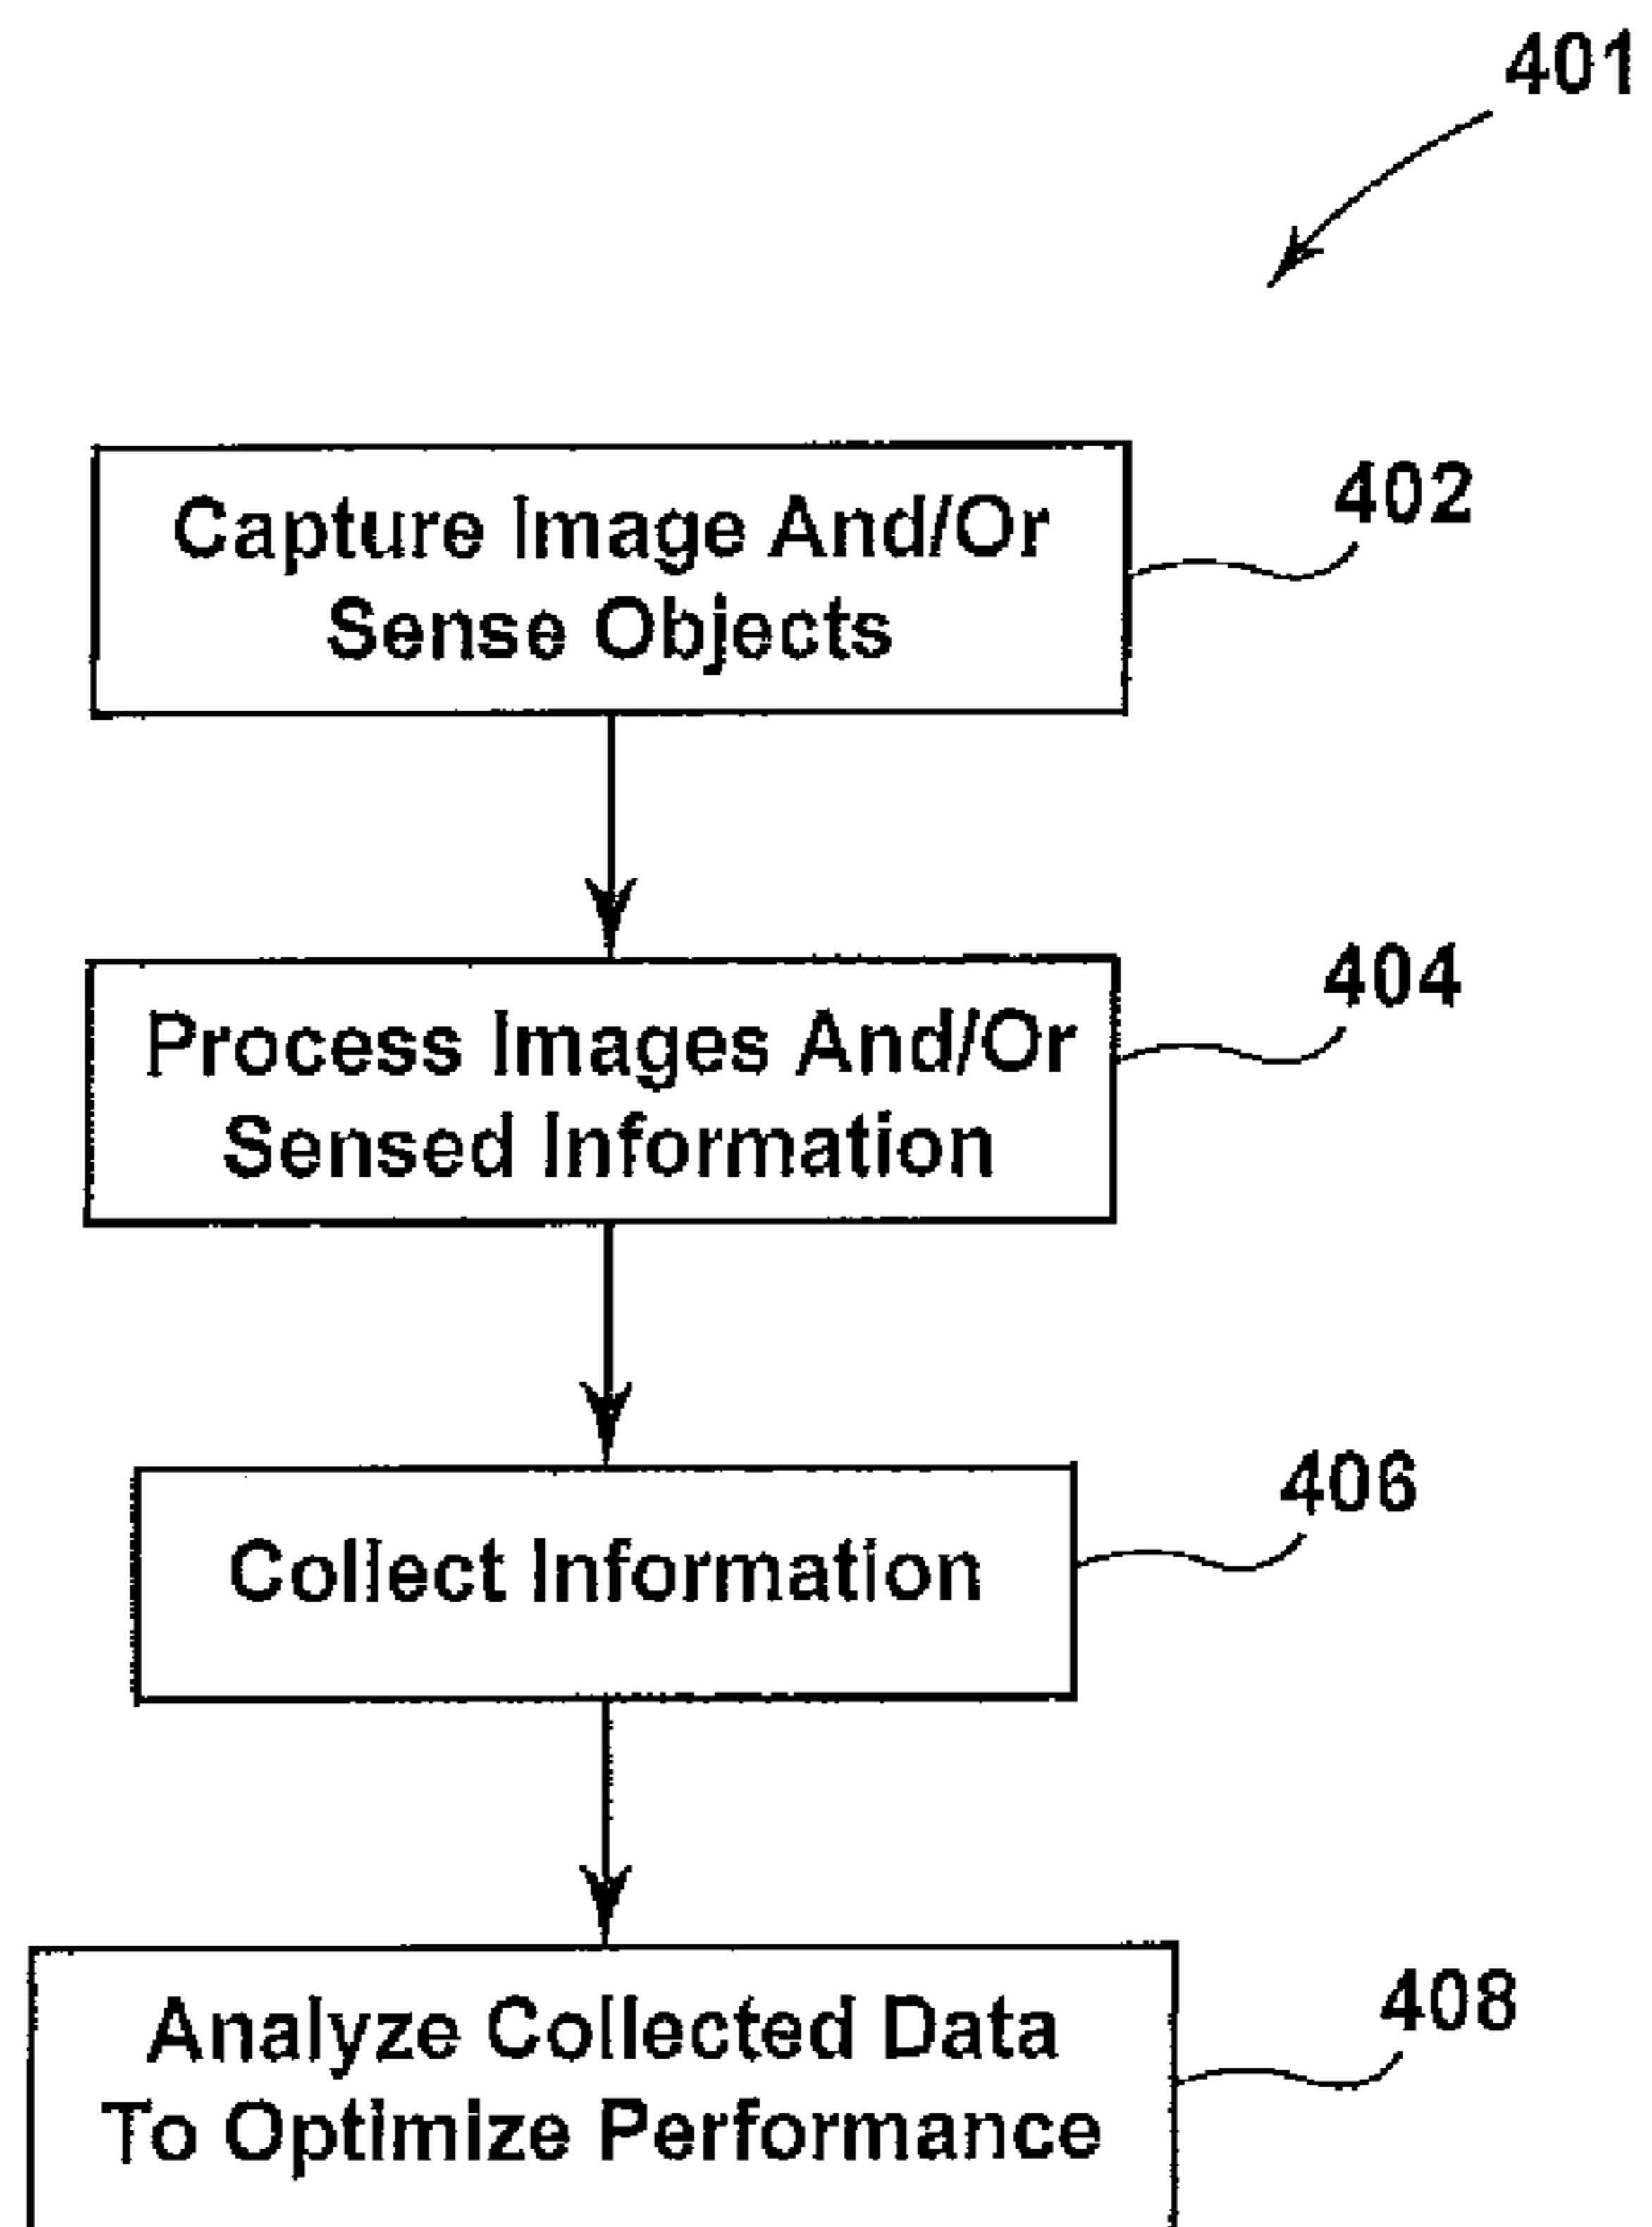 401
Capture Image And/Or
Sense Objects
402
Process Images And/Or
Sensed Information
404
Collect Information
406
Analyze Collected Data
To Optimize Performance
408